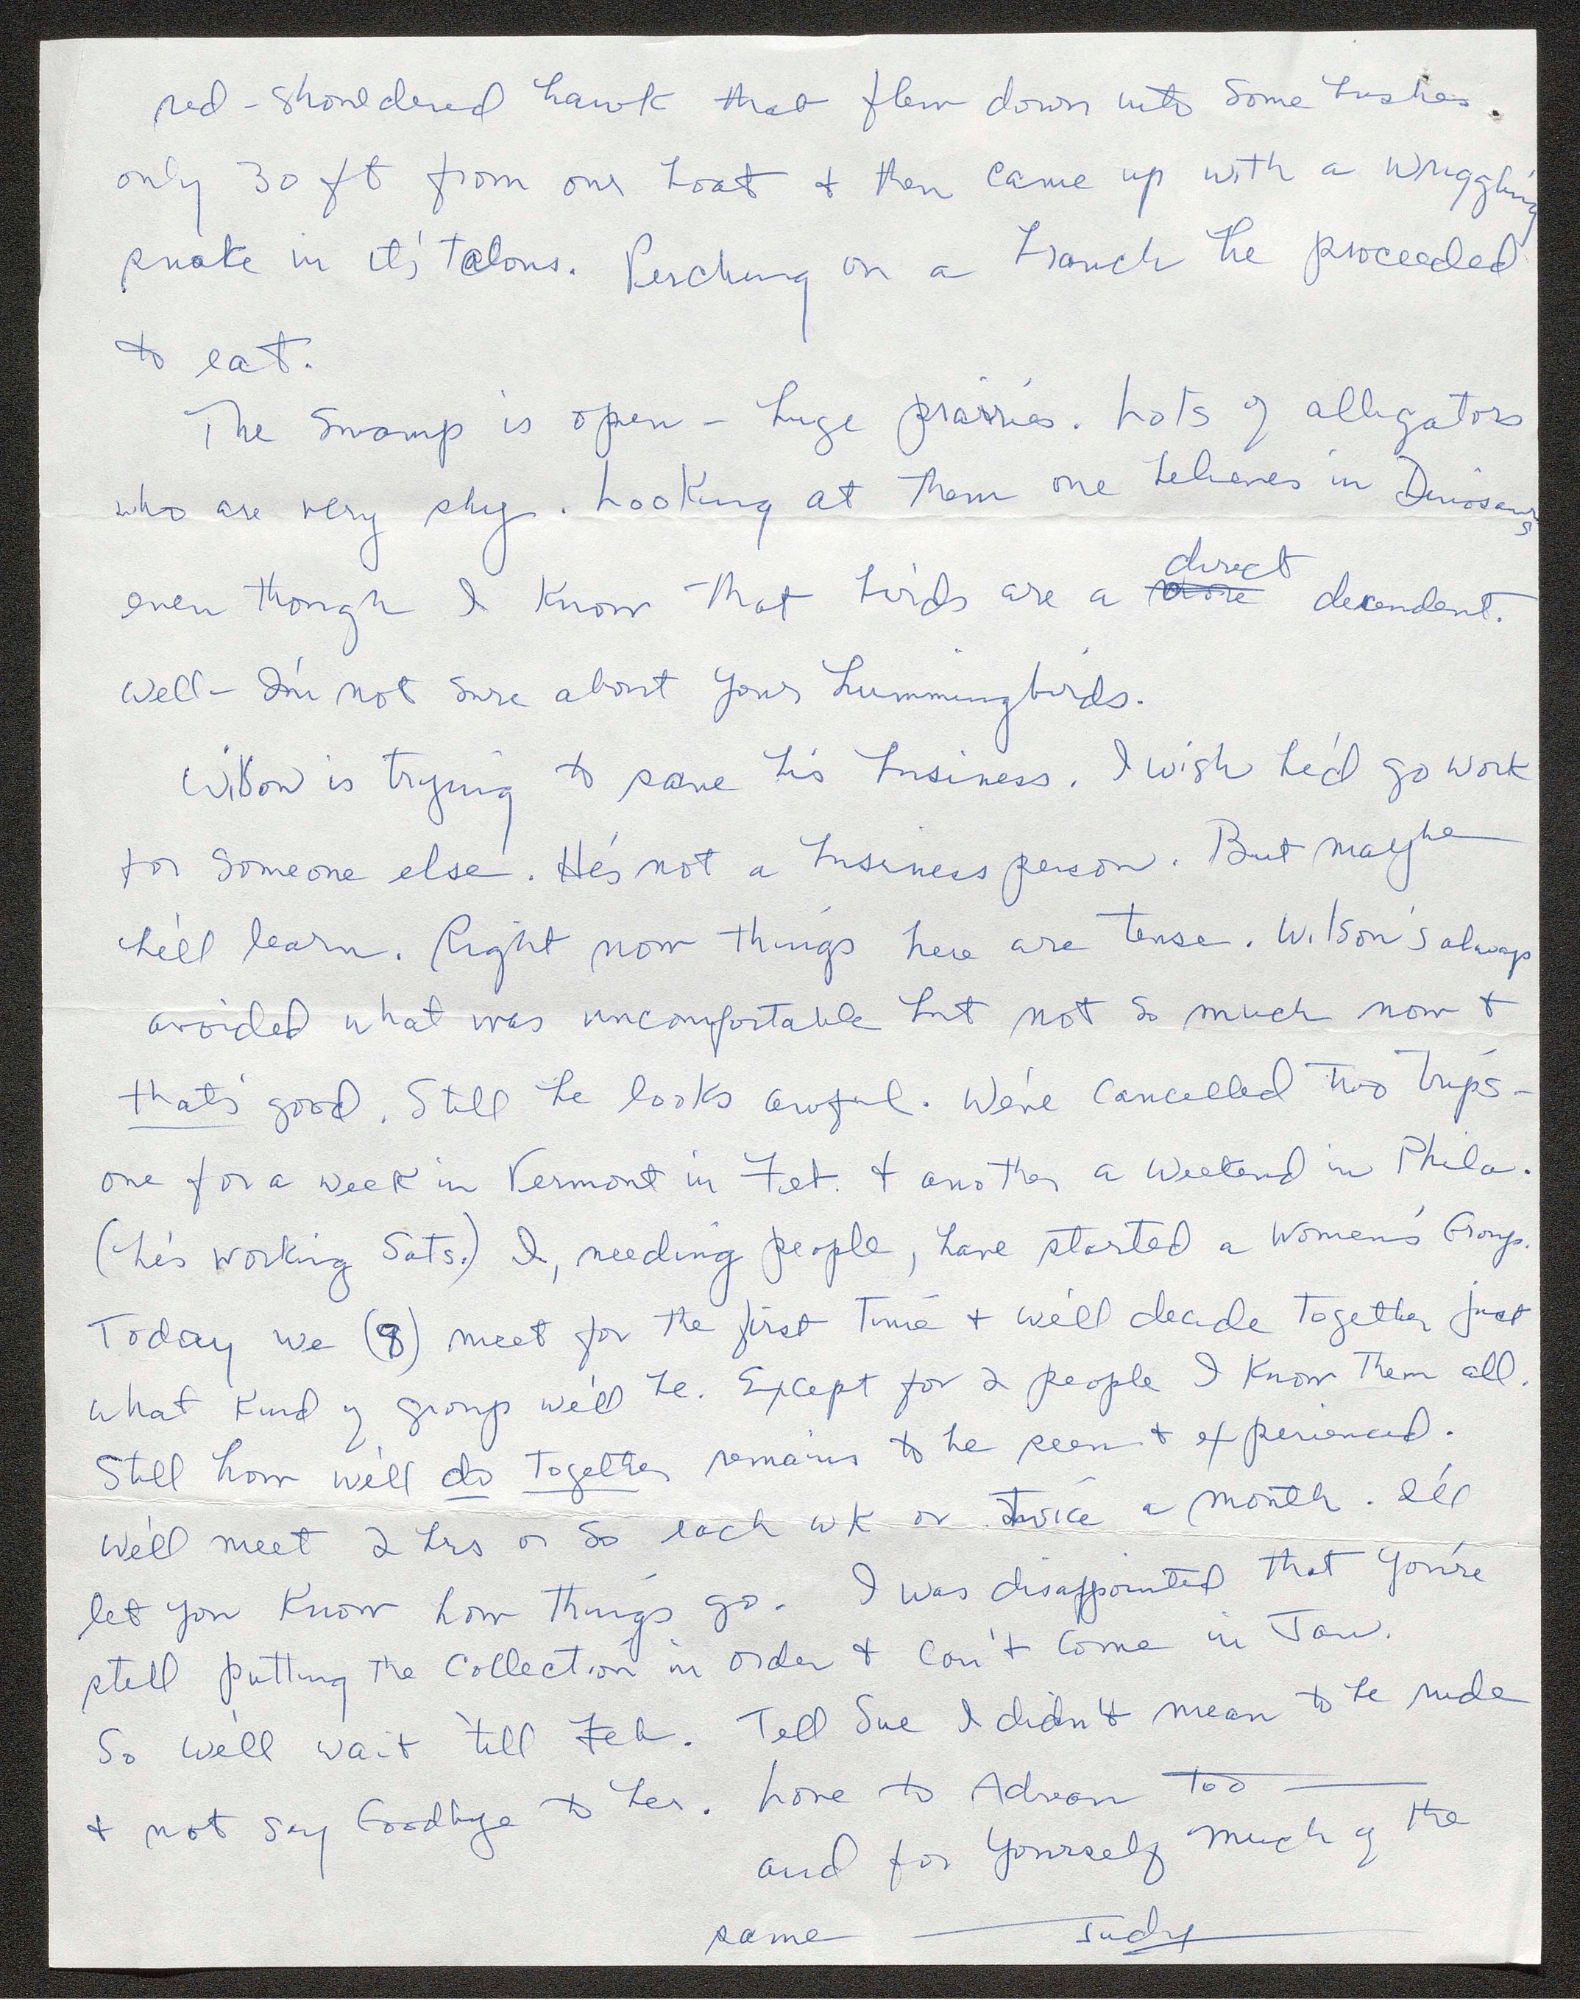 red-shouldered hawk that flew down into some bushes.
only 30 ft from our boat & then came up with a wriggling
snake in it's talons. Perching on a branch he proceeded
to eat.
The Swamp is open - huge prairies. Lots of alligators
who are very shy. Looking at them one believes in Dinosaurs
even though I know that birds are a direct decendent.
Well - I'm not sure about your hummingbirds.
Wilson is trying to save his business. I wish he'd go work
for someone else. He's not a business person. But maybe
he'll learn. Right now things here are tense. Wilson's always
avoided what was uncomfortable but not so much now &
that's good. Still he looks awful. We've cancelled two trips -
one for a week in Vermont in Feb. & another a weekend in Phila.
(he's working Sats.) I, needing people, have started a Women's Group.
Today we (8) meet for the first time & we'll decide together just
what kind of group we'll be. Except for 2 people I know them all.
Still how we'll do together remains to be seen & experienced.
We'll meet 2 hrs or so each wk or twice a month. I'll
let you know how things go. I was disappointed that you're
still putting the collection in order & can't come in Jan.
So we'll wait 'till Feb. Tell Sue I didn't mean to be rude
& not say Goodbye to her. Love to Adrean too
and for yourself much of the
same Judy